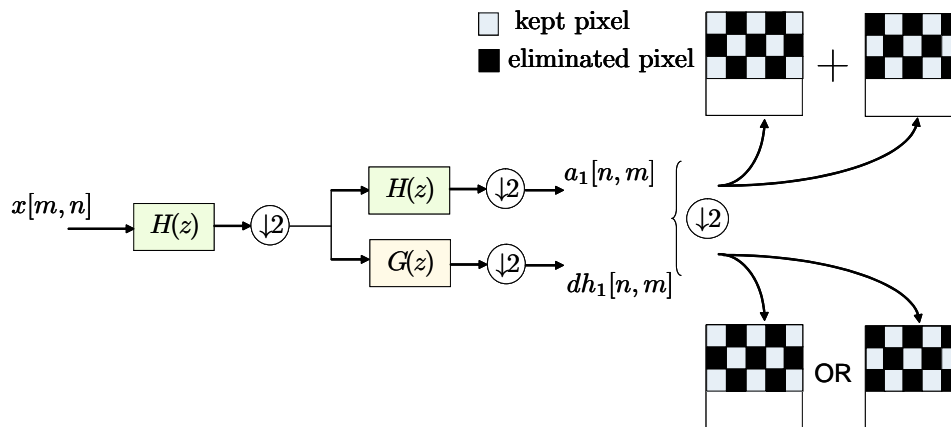 kept pixel
eliminated pixel
+
x[m, n]
H(z)
↓2
H(z)
↓2
a₁[n, m]
G(z)
↓2
dh₁[n, m]
↓2
OR